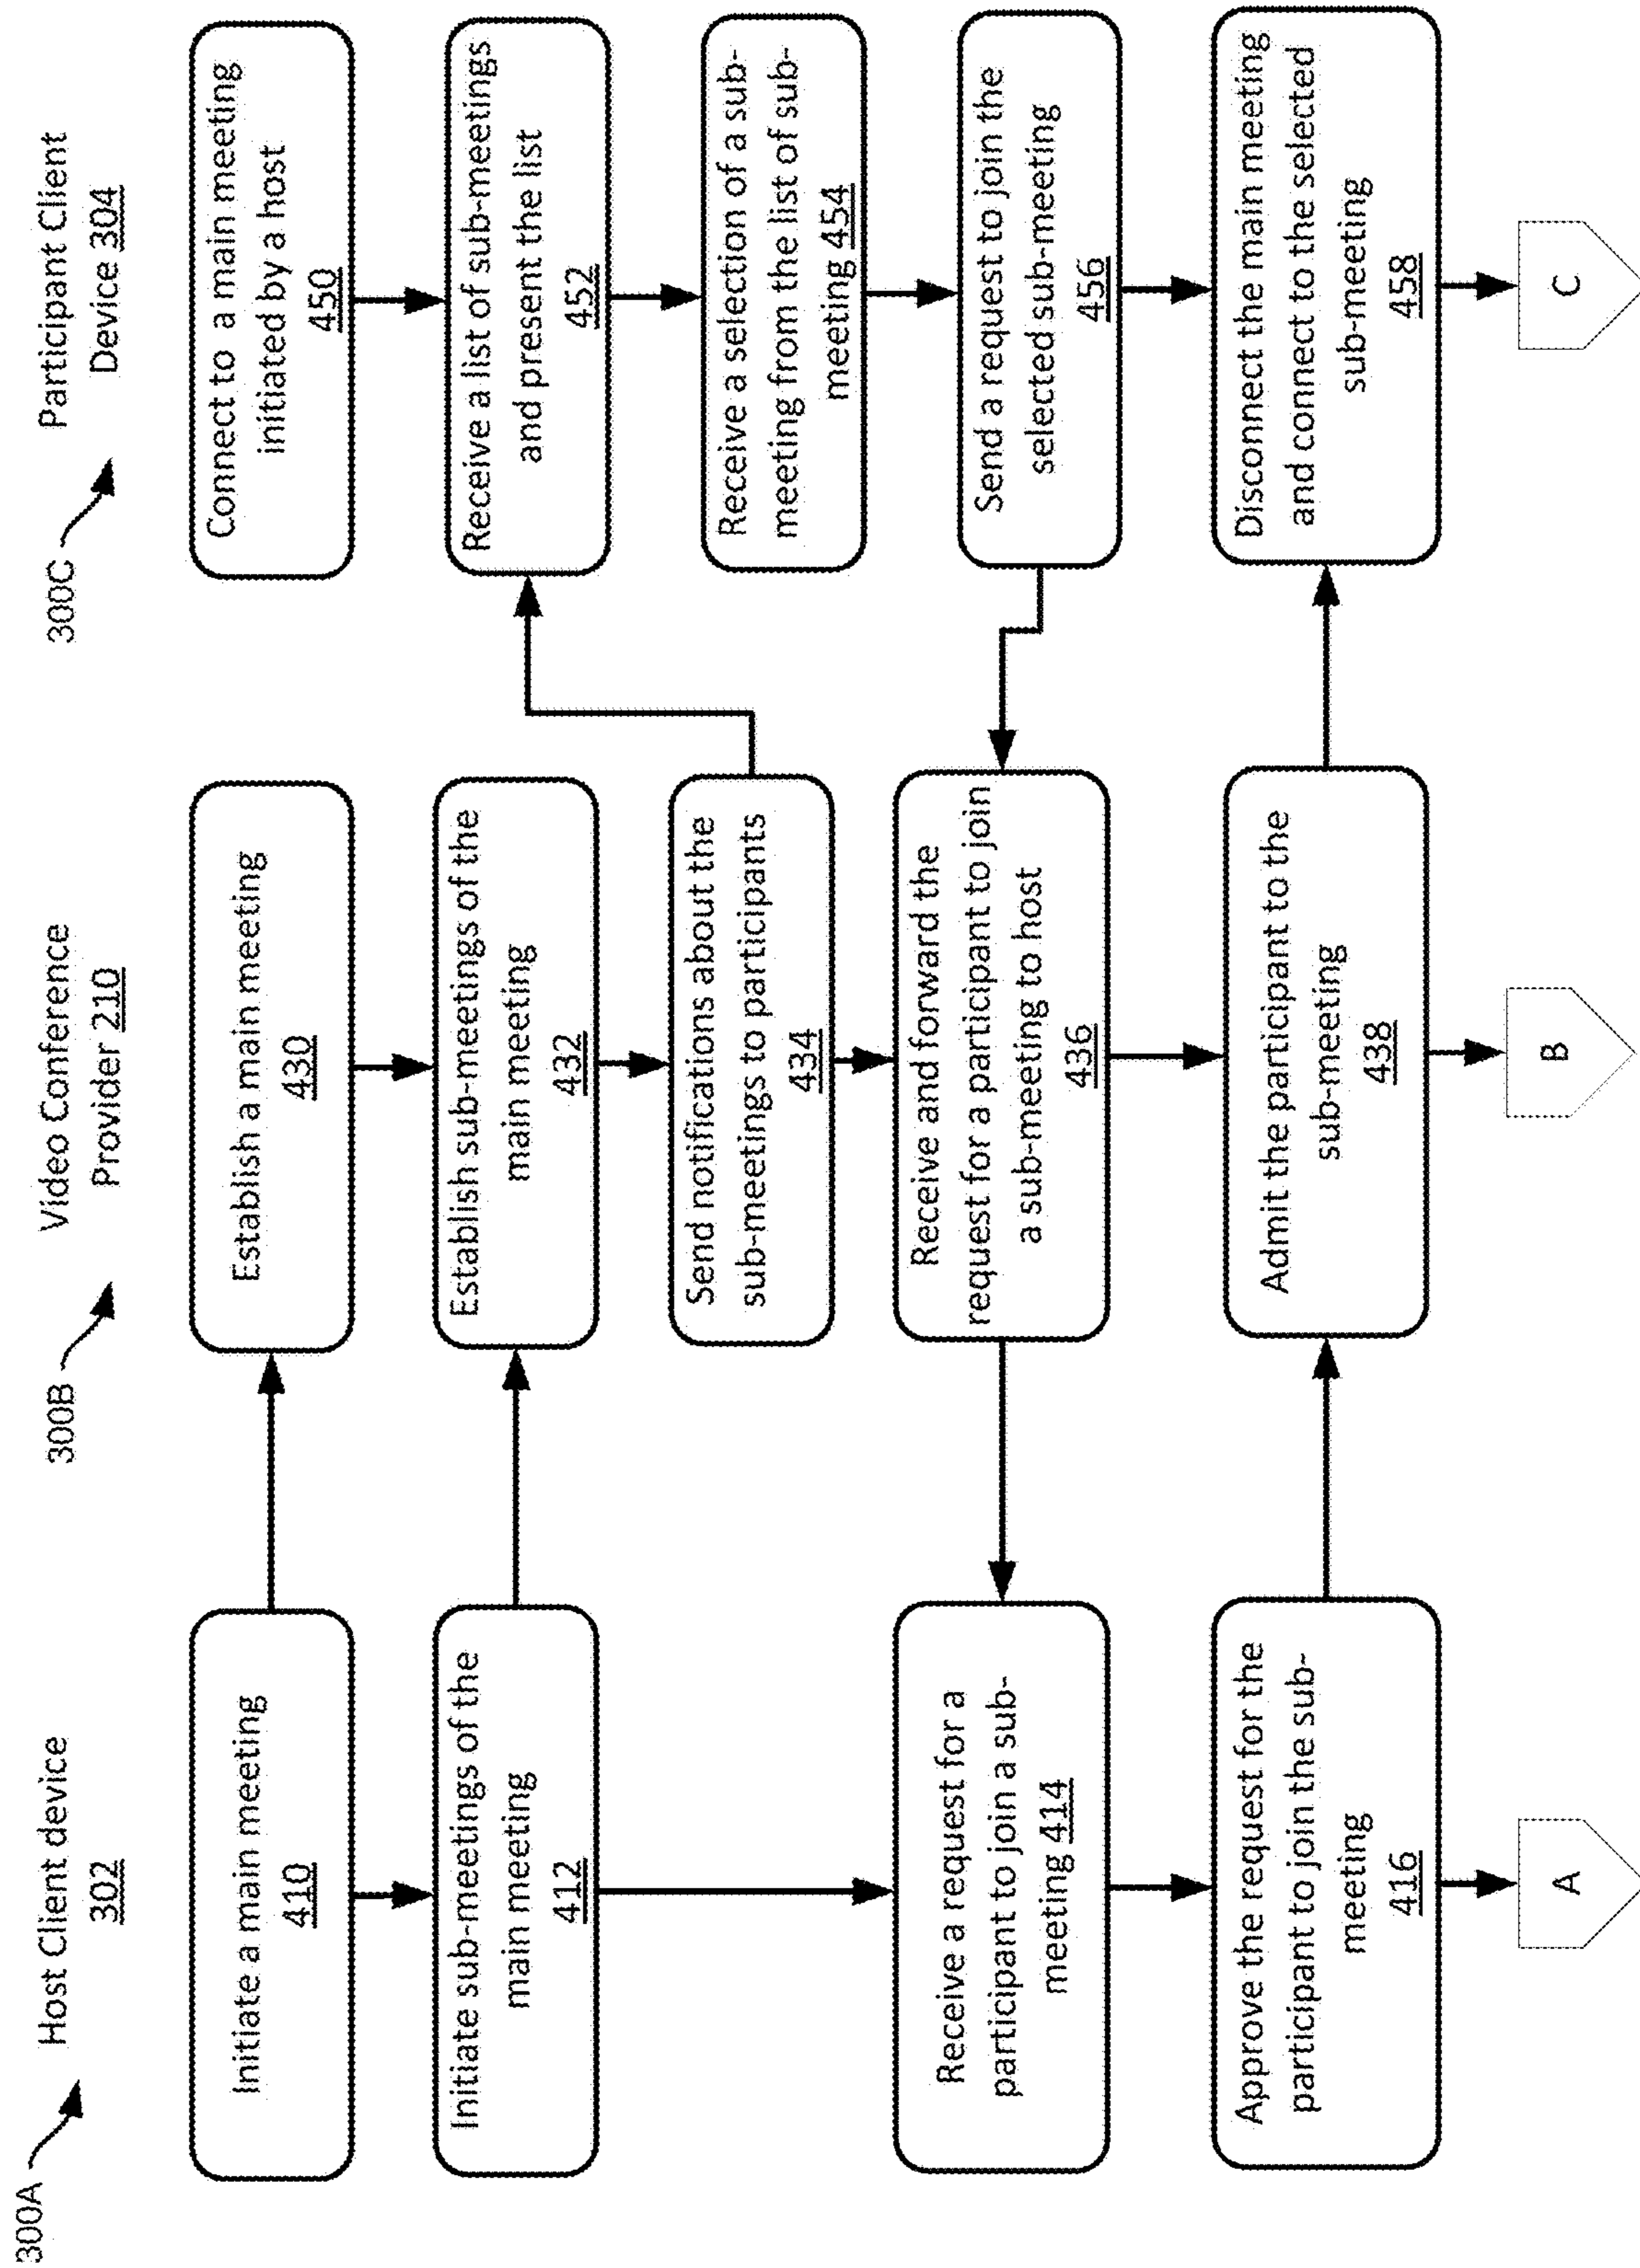 300A
Host Client device
302
Initiate a main meeting
410
Initiate sub-meetings of the
main meeting
412
Receive a request for a
participant to join a sub-
meeting 414
Approve the request for the
participant to join the sub-
meeting
416
A
300B
Video Conference
Provider 210
Establish a main meeting
430
Establish sub-meetings of the
main meeting
432
Send notifications about the
sub-meetings to participants
434
Receive and forward the
request for a participant to join
a sub-meeting to host
436
Admit the participant to the
sub-meeting
438
B
300C
Participant Client
Device 304
Connect to a main meeting
initiated by a host
450
Receive a list of sub-meetings
and present the list
452
Receive a selection of a sub-
meeting from the list of sub-
meeting 454
Send a request to join the
selected sub-meeting
456
Disconnect the main meeting
and connect to the selected
sub-meeting
458
C